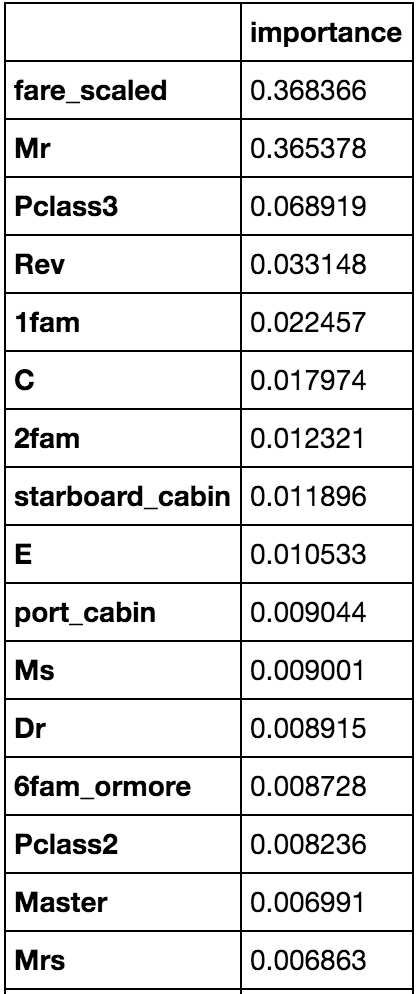 importance
fare_scaled 0.368366
Mr 0.365378
Pclass3 0.068919
Rev 0.033148
1fam 0.022457
C 0.017974
2fam 0.012321
starboard_cabin 0.011896
E 0.010533
port_cabin 0.009044
Ms 0.009001
Dr 0.008915
6fam_ormore 0.008728
Pclass2 0.008236
Master 0.006991
Mrs 0.006863